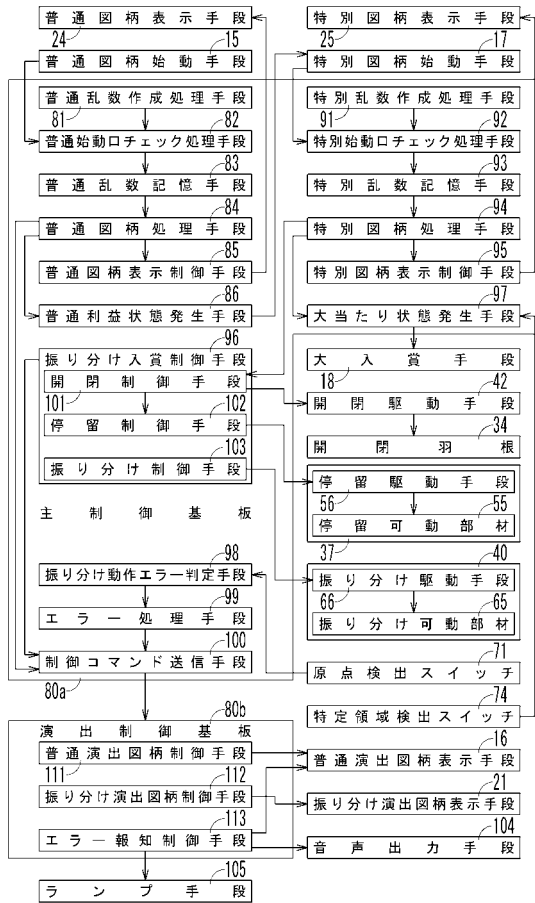 普通図柄表示手段
24
15
普通図柄始動手段
普通乱数作成処理手段
81
82
普通始動口チェック処理手段
83
普通乱数記憶手段
84
普通図柄処理手段
85
普通図柄表示制御手段
86
普通利益状態発生手段
96
振り分け入賞制御手段
開閉制御手段
101
102
停留制御手段
103
振り分け制御手段
主制御基板
98
振り分け動作エラー判定手段
99
エラー処理手段
100
制御コマンド送信手段
80a
80b
演出制御基板
普通演出図柄制御手段
111
112
振り分け演出図柄制御手段
113
エラー報知制御手段
105
ランプ手段
特別図柄表示手段
25
17
特別図柄始動手段
特別乱数作成処理手段
91
92
特別始動口チェック処理手段
93
特別乱数記憶手段
94
特別図柄処理手段
95
特別図柄表示制御手段
97
大当たり状態発生手段
大入賞手段
18
42
開閉駆動手段
34
開閉羽根
停留駆動手段
56
55
停留可動部材
37
40
振り分け駆動手段
66
65
振り分け可動部材
71
原点検出スイッチ
74
特定領域検出スイッチ
16
普通演出図柄表示手段
21
振り分け演出図柄表示手段
104
音声出力手段